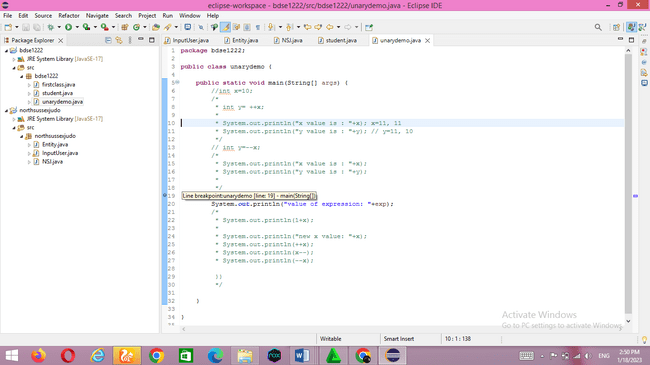 eclipse-workspace - bdse1222/src/bdse1222/unarydemo.java - Eclipse IDE
File Edit Source Refactor Navigate Search Project Run Window Help
Package Explorer
InputUser.java Entity.java NSJ.java student.java unarydemo.java
bdse1222
JRE System Library [JavaSE-17]
src
bdse1222
firstclass.java
student.java
unarydemo.java
northsussexjudo
JRE System Library [JavaSE-17]
src
northsussexjudo
Entity.java
InputUser.java
NSJ.java
1 package bdse1222;
2
3 public class unarydemo {
4
5 public static void main(String[] args) {
6 //int x=10;
7 /*
8 * int y= ++x;
9 *
10 * System.out.println("x value is : "+x); x=11, 11
11 * System.out.println("y value is : "+y); // y=11, 10
12 */
13 // int y=--x;
14 /*
15 * System.out.println("x value is : "+x);
16 * System.out.println("y value is : "+y);
17 *
18 */
19 Line breakpoint:unarydemo [line: 19] - main(String[])
20 System.out.println("value of expression: "+exp);
21 /*
22 * System.out.println(1+x);
23 *
24 * System.out.println("new x value: "+x);
25 * System.out.println(++x);
26 * System.out.println(x--);
27 * System.out.println(--x);
28
29 ))
30 */
31
32 }
33
34 }
Activate Windows
Go to PC settings to activate Windows.
Writable Smart Insert 10 : 1 : 138
ENG 2:50 PM
1/18/2023